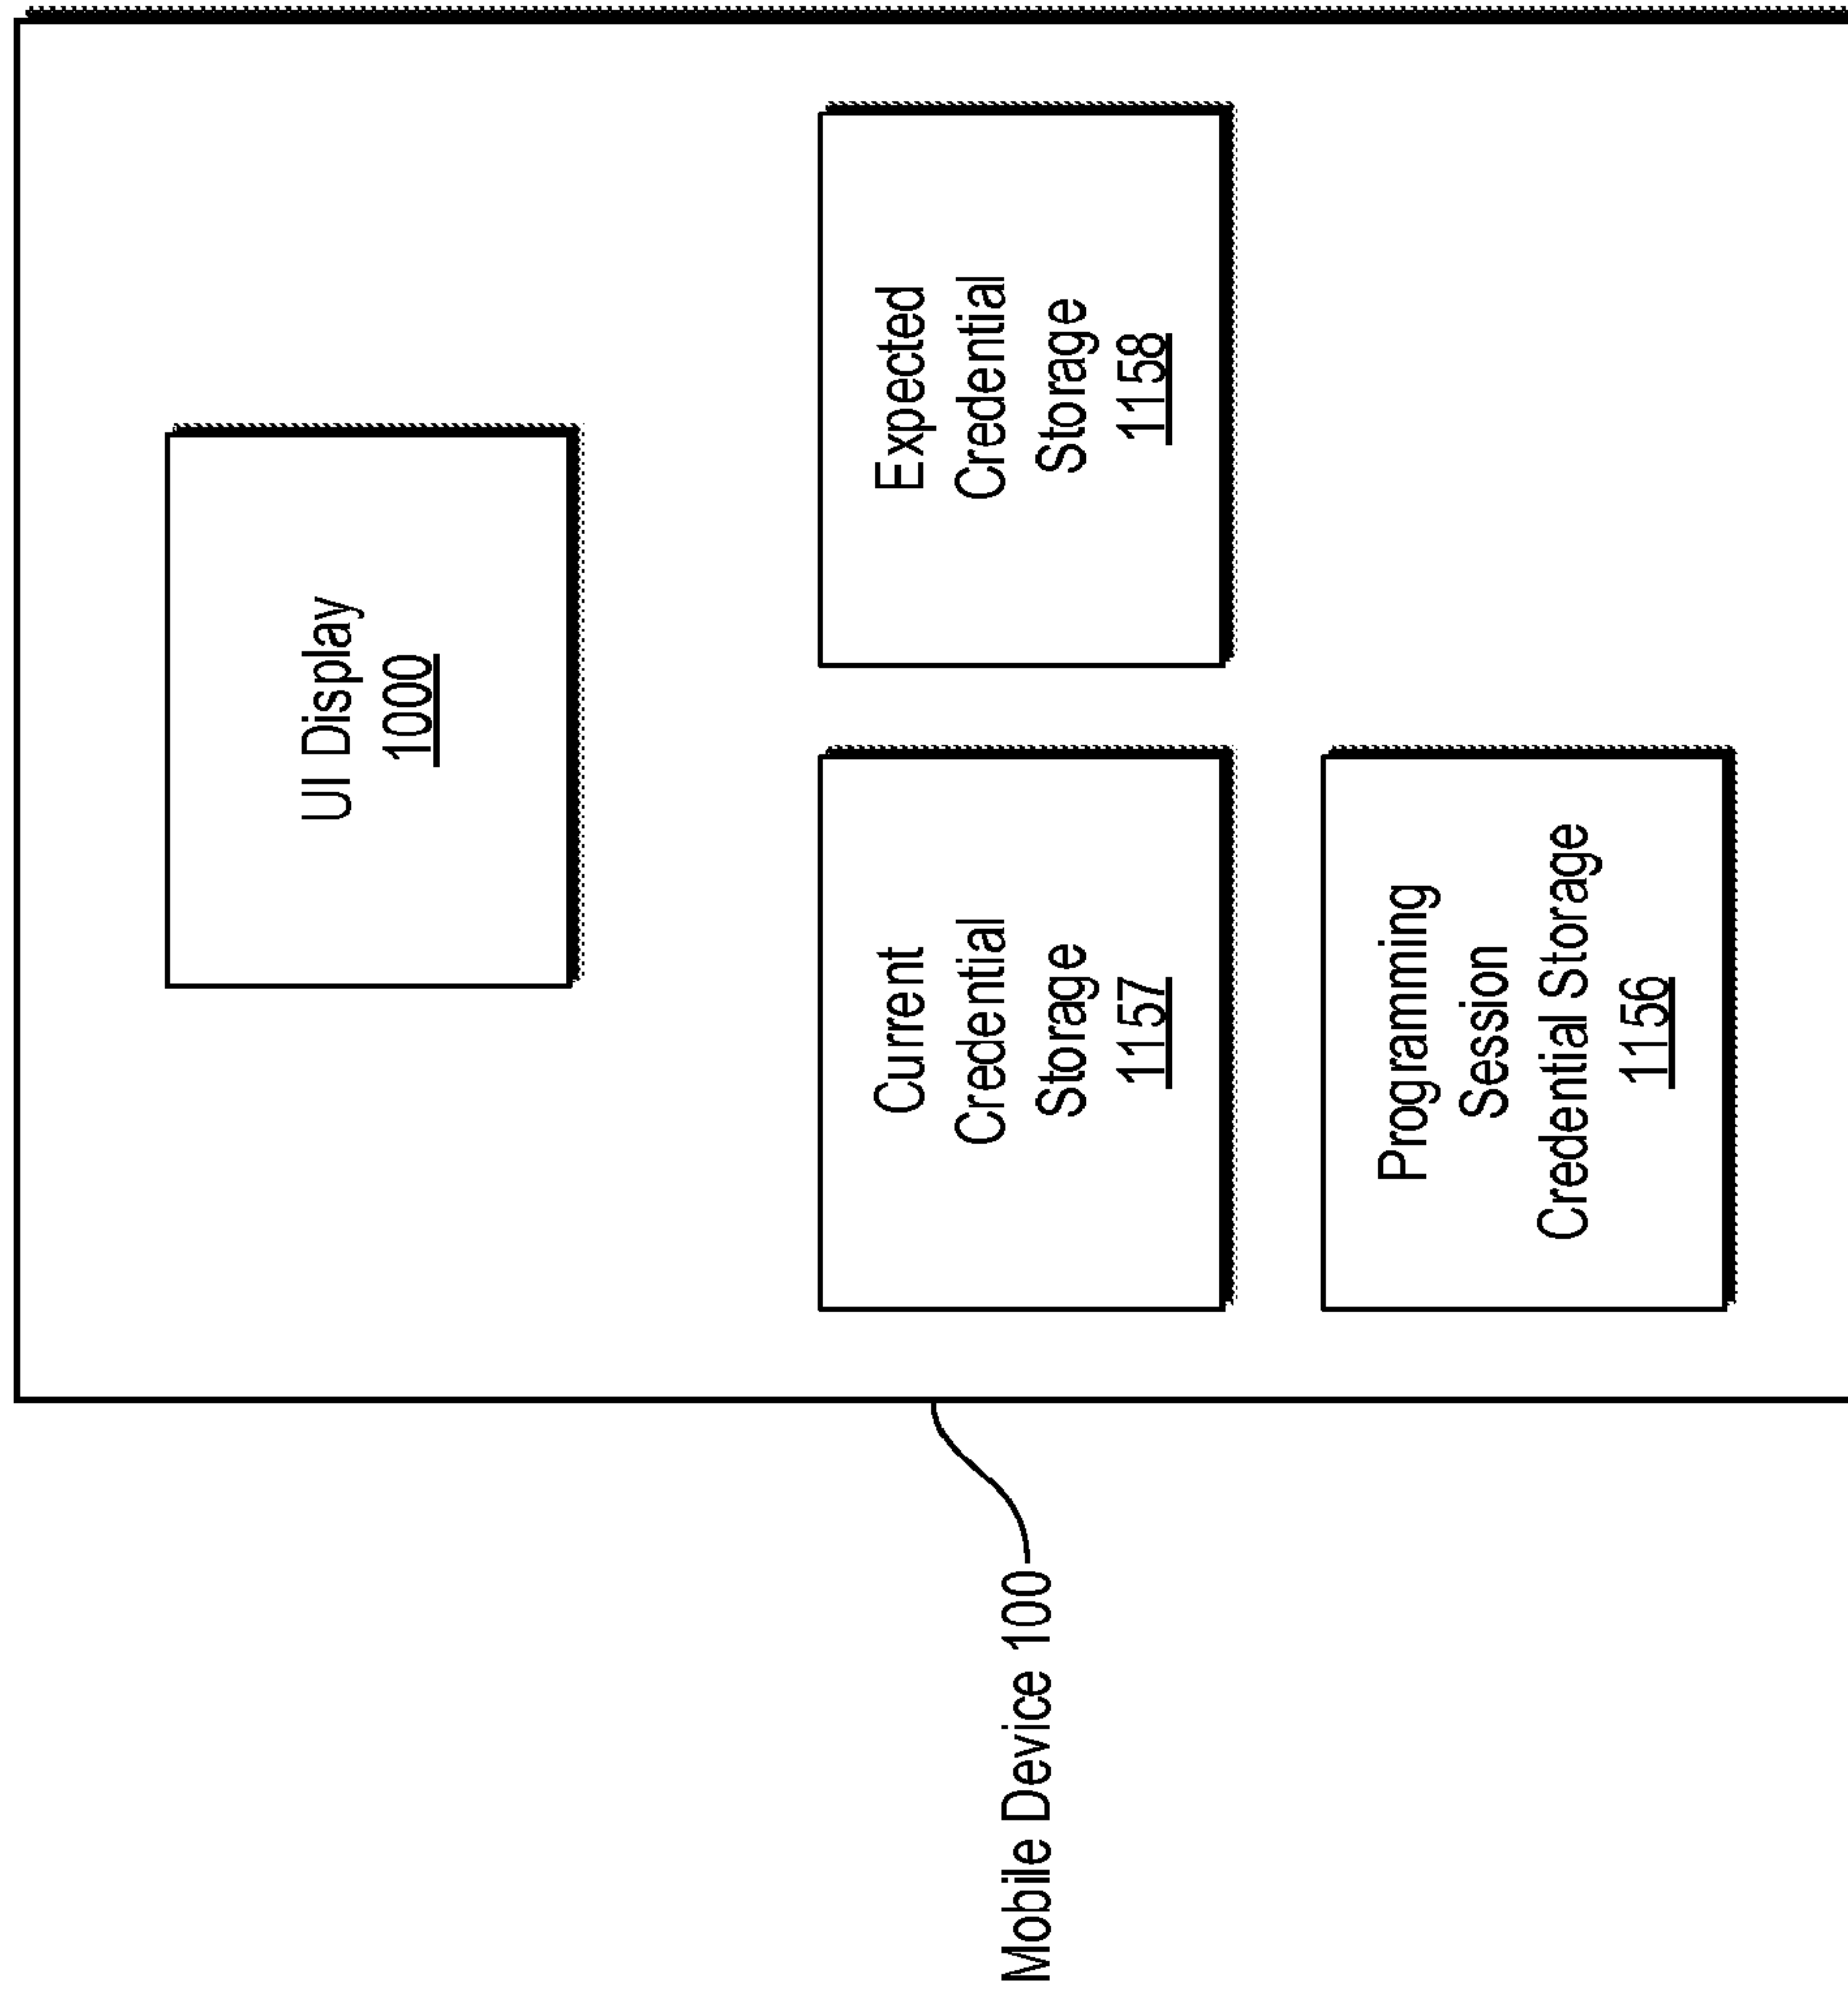 UI Display
1000
Current
Credential
Storage
1157
Expected
Credential
Storage
1158
Programming
Session
Credential Storage
1156
Mobile Device 100